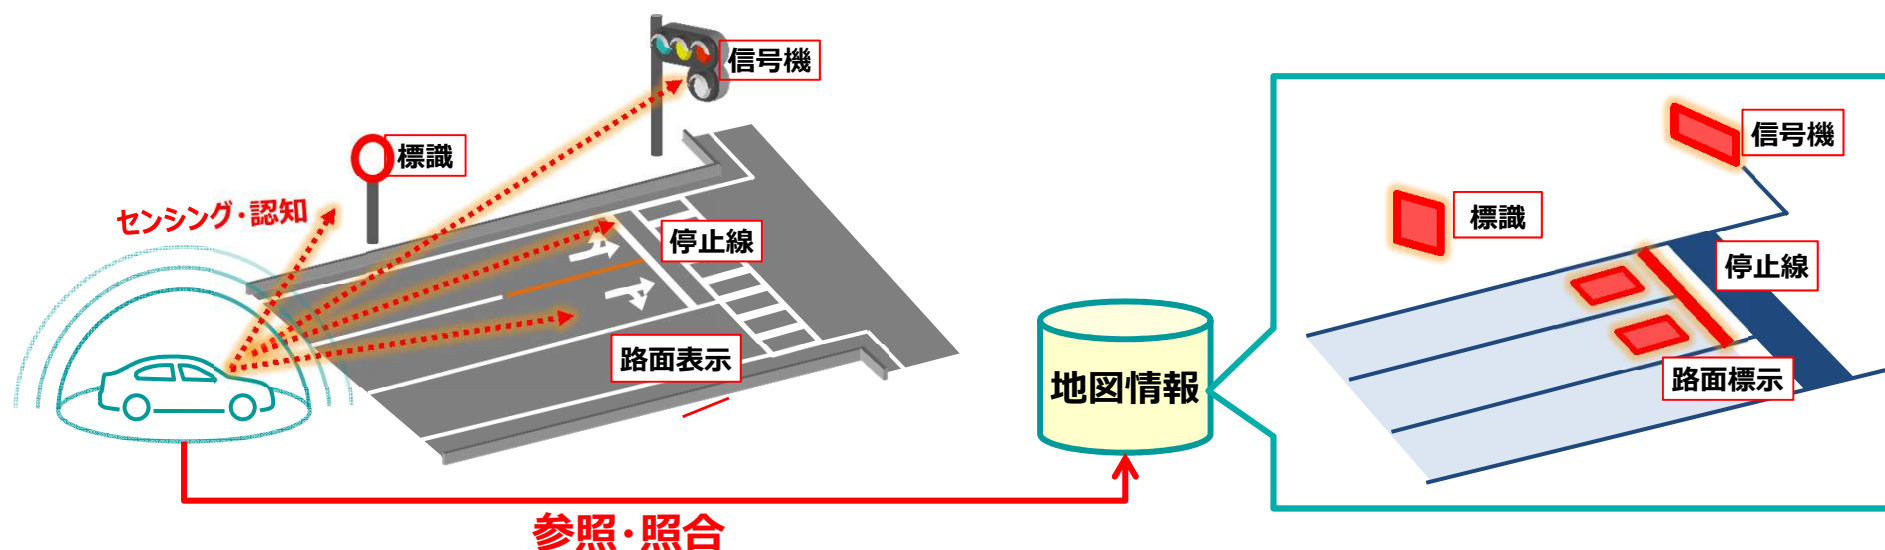 信号機
標識
センシング・認知
停止線
路面表示
参照・照合
地図情報
信号機
標識
停止線
路面標示